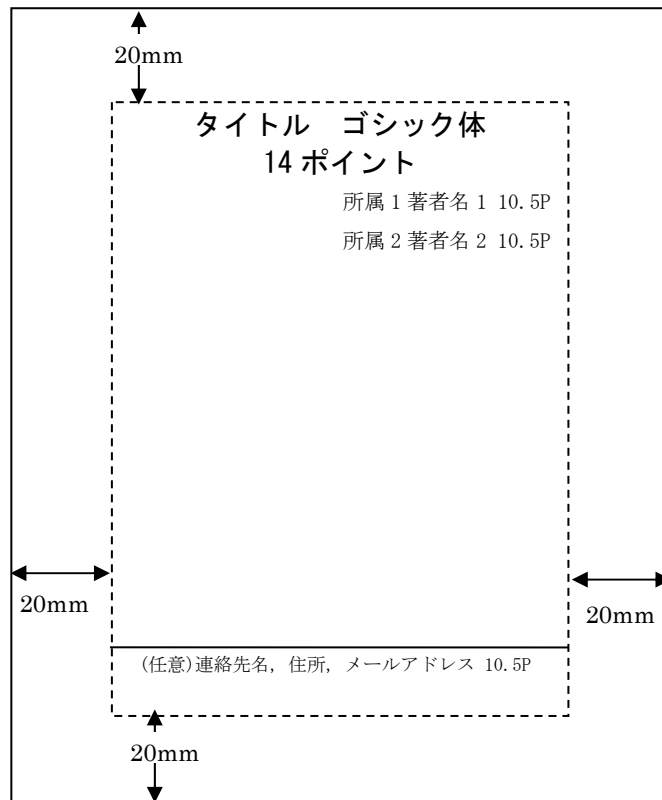 20mm
タイトル　ゴシック体
14 ポイント
所属 1 著者名 1 10.5P
所属 2 著者名 2 10.5P
20mm
20mm
(任意)連絡先名, 住所, メールアドレス 10.5P
20mm